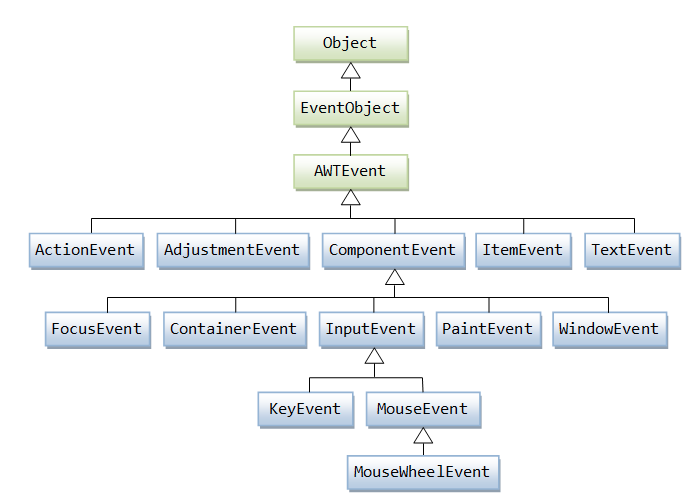 Object
EventObject
AWTEvent
ActionEvent
AdjustmentEvent
ComponentEvent
ItemEvent
TextEvent
FocusEvent
ContainerEvent
InputEvent
PaintEvent
WindowEvent
KeyEvent
MouseEvent
MouseWheelEvent